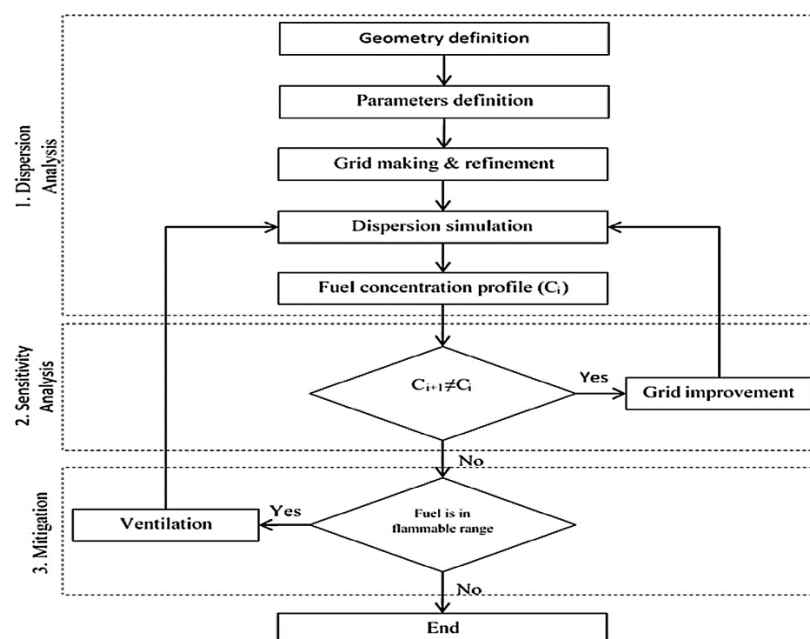 Geometry definition
Parameters definition
Grid making & refinement
Dispersion simulation
Fuel concentration profile (Cᵢ)
1. Dispersion
Analysis
Cᵢ₊₁≠Cᵢ
Yes
Grid improvement
2. Sensitivity
Analysis
No
Fuel is in
flammable range
Yes
Ventilation
3. Mitigation
No
End